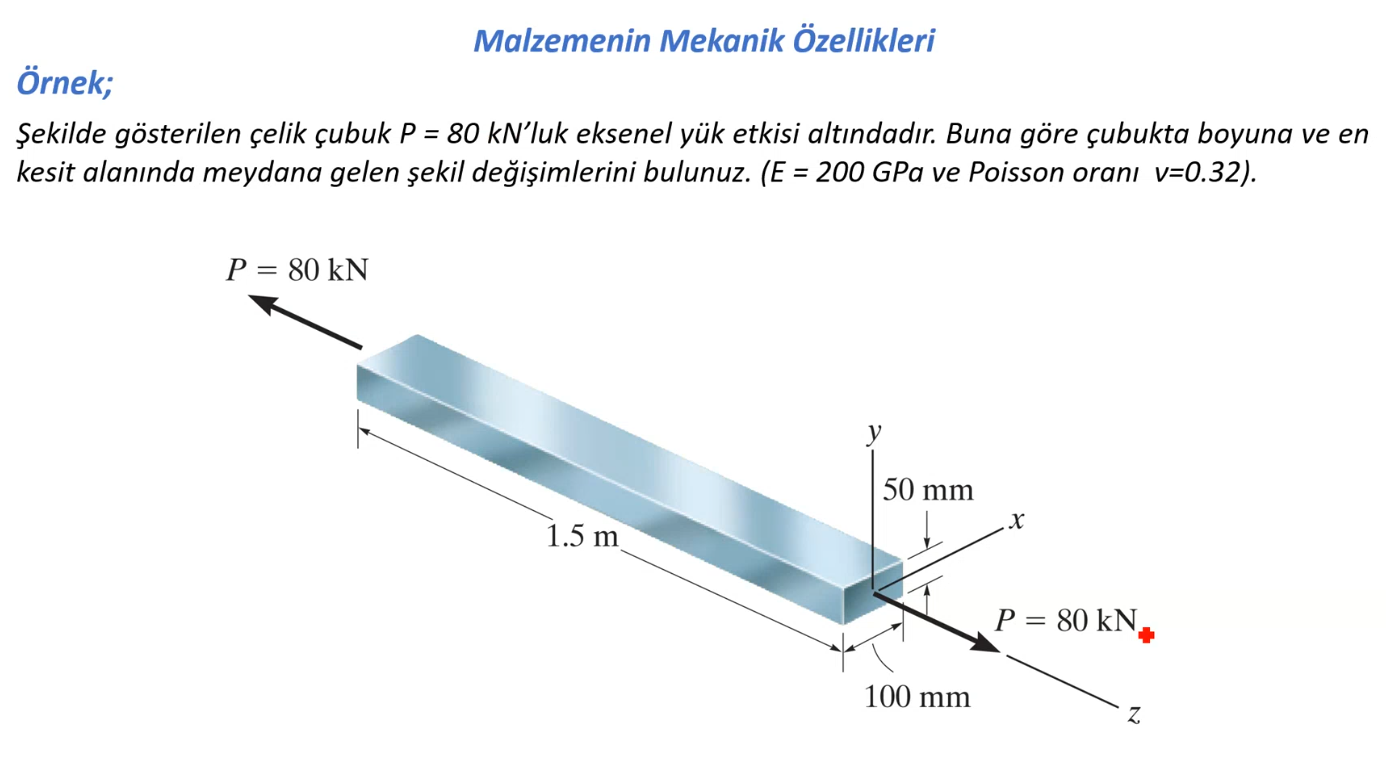 Malzemenin Mekanik Özellikleri
Örnek;
Şekilde gösterilen çelik çubuk P = 80 kN’luk eksenel yük etkisi altındadır. Buna göre çubukta boyuna ve en
kesit alanında meydana gelen şekil değişimlerini bulunuz. (E = 200 GPa ve Poisson oranı v=0.32).
P = 80 kN
y
50 mm
x
1.5 m
P = 80 kN
100 mm
z